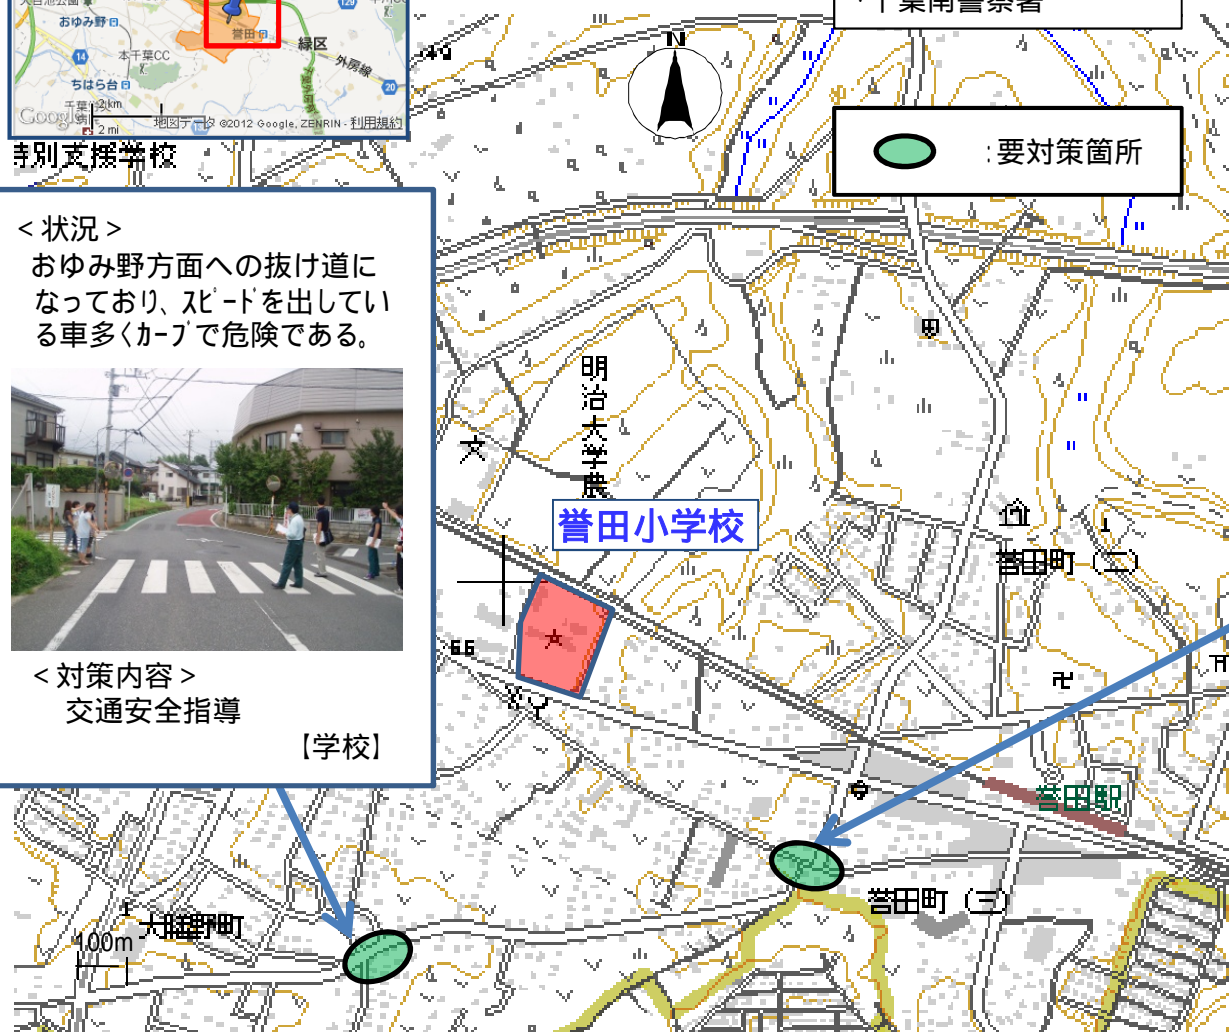 おゆみ野
誉田
緑区
本千葉CC
外房線
14
ちはら台
20
2 km
2 mi
Google
地図データ ©2012 Google, ZENRIN - 利用規約
千葉南警察署
N
:要対策箇所
特別支援学校
<状況>
おゆみ野方面への抜け道に
なっており、スピードを出してい
る車多くカーブで危険である。
<対策内容>
交通安全指導
【学校】
明治大学農
誉田小学校
誉田町(二)
66
誉田駅
誉田町(三)
大膳野町
100m